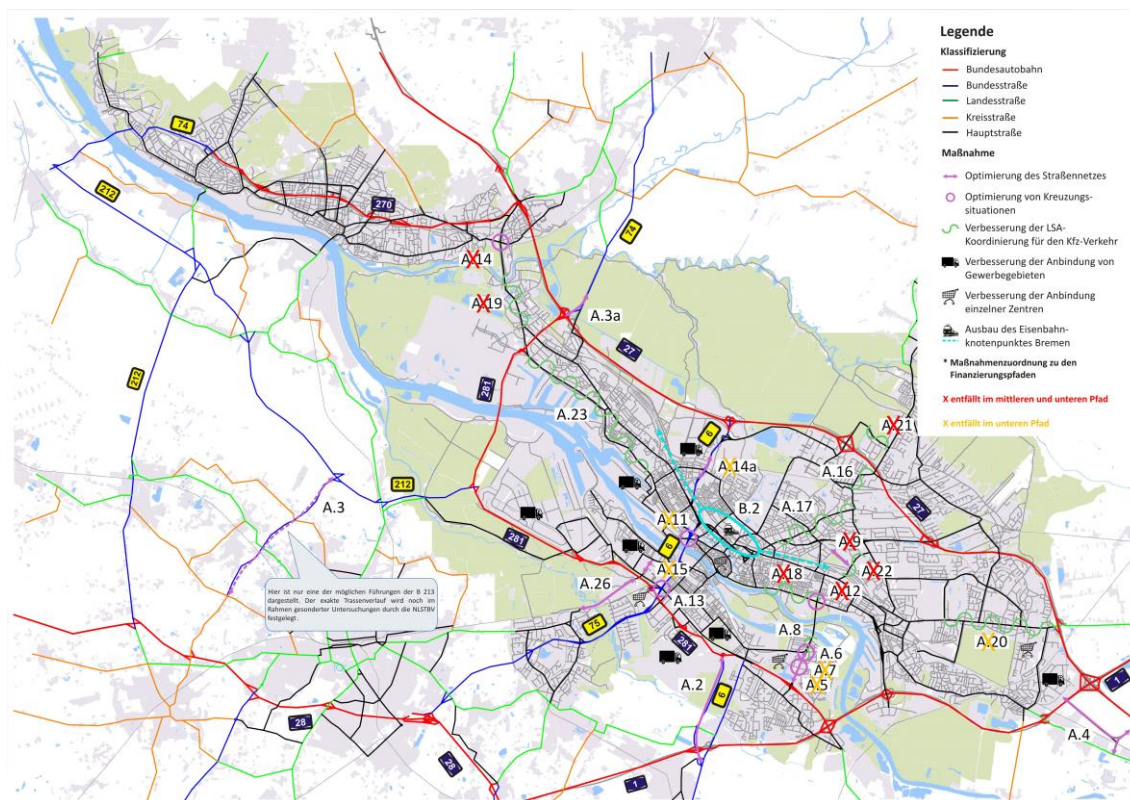 Legende
Klassifizierung
Bundesautobahn
Bundesstraße
Landesstraße
Kreisstraße
Hauptstraße
Maßnahme
Optimierung des Straßennetzes
Optimierung von Kreuzungs-
situationen
Verbesserung der LSA-
Koordinierung für den Kfz-Verkehr
Verbesserung der Anbindung von
Gewerbegebieten
Verbesserung der Anbindung
einzelner Zentren
Ausbau des Eisenbahn-
knotenpunktes Bremen
* Maßnahmenzuordnung zu den
Finanzierungspfaden
X entfällt im mittleren und unteren Pfad
X entfällt im unteren Pfad
74
212
270
74
A.14
A.19
A.3a
27
212
281
A.23
6
A.21
A.14a
A.16
A.3
212
B.2
A.17
27
A.11
281
6
A.9
A.15
A.18
A.22
A.26
A.12
A.13
Hier ist nur eine der möglichen Führungen der B 213
dargestellt. Der exakte Trassenverlauf wird noch im
Rahmen gesonderter Untersuchungen durch die NLSTBV
festgelegt.
75
281
A.8
A.6
A.20
A.7
A.2
A.5
6
1
28
A.4
28
1